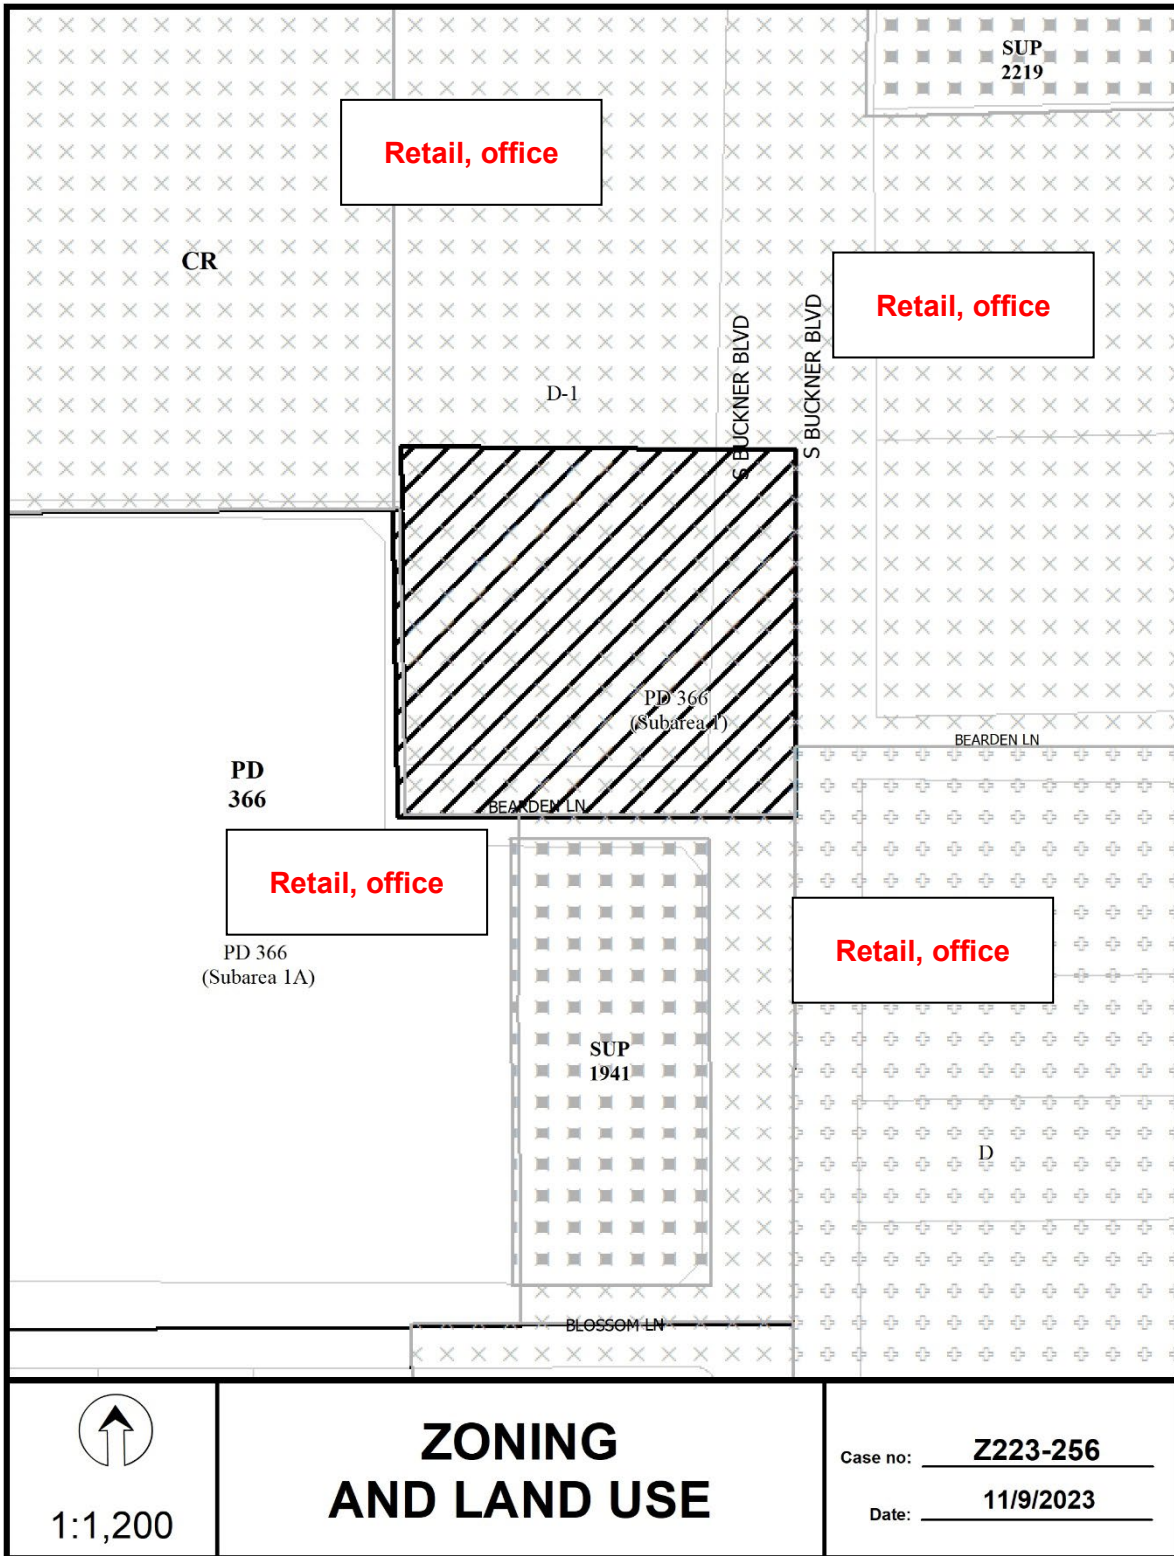 SUP
2219
Retail, office
CR
Retail, office
S BUCKNER BLVD
S BUCKNER BLVD
D-1
PD 366
(Subarea 1)
BEARDEN LN
PD
366
BEARDEN LN
Retail, office
Retail, office
PD 366
(Subarea 1A)
SUP
1941
D
BLOSSOM LN
1:1,200
ZONING
AND LAND USE
Case no: Z223-256
Date: 11/9/2023